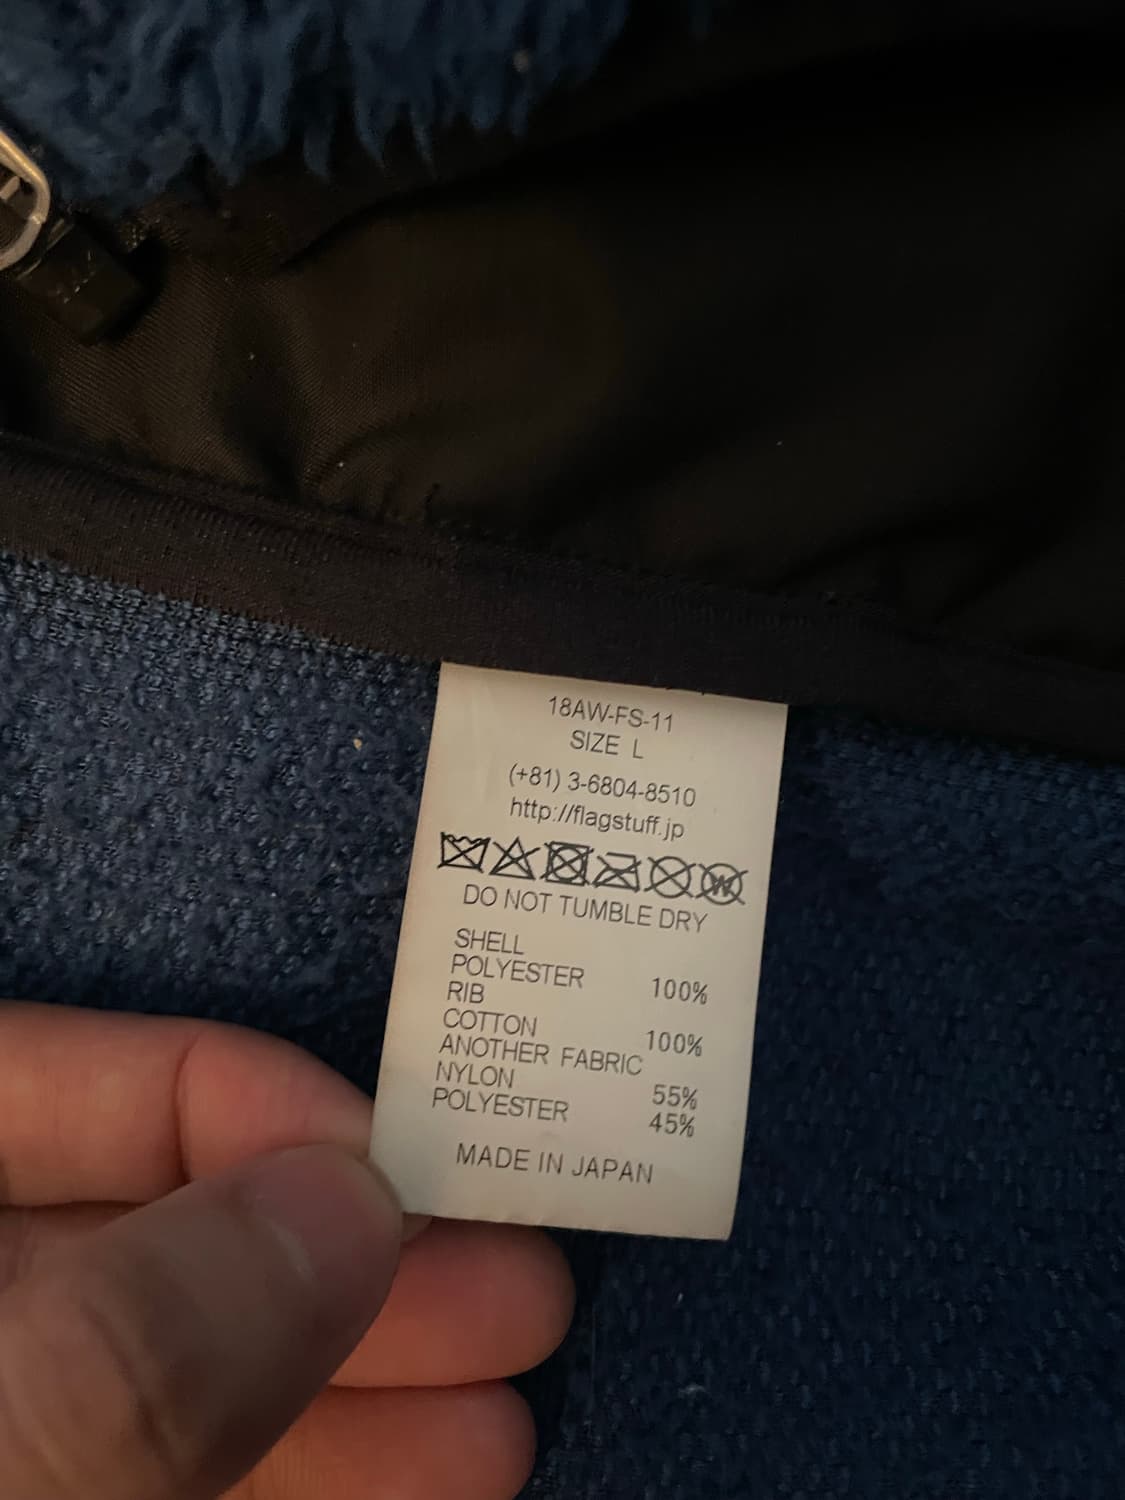 18AW-FS-11
SIZE L
(+81) 3-6804-8510
http://flagstuff.jp
W
DO NOT TUMBLE DRY
SHELL
POLYESTER 100%
RIB
COTTON 100%
ANOTHER FABRIC
NYLON 55%
POLYESTER 45%
MADE IN JAPAN